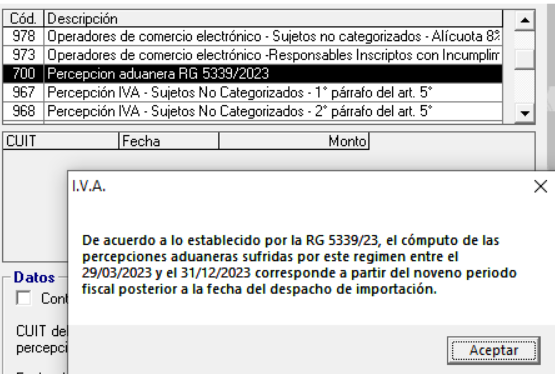 Cód. Descripción
978 Operadores de comercio electrónico - Sujetos no categorizados - Alícuota 8%
973 Operadores de comercio electrónico -Responsables Inscriptos con Incumplim
700 Percepcion aduanera RG 5339/2023
967 Percepción IVA - Sujetos No Categorizados - 1° párrafo del art. 5°
968 Percepción IVA - Sujetos No Categorizados - 2° párrafo del art. 5°
CUIT Fecha Monto
I.V.A.
De acuerdo a lo establecido por la RG 5339/23, el cómputo de las
percepciones aduaneras sufridas por este regimen entre el
29/03/2023 y el 31/12/2023 corresponde a partir del noveno periodo
fiscal posterior a la fecha del despacho de importación.
Aceptar
Datos
Cont
CUIT de
percepci